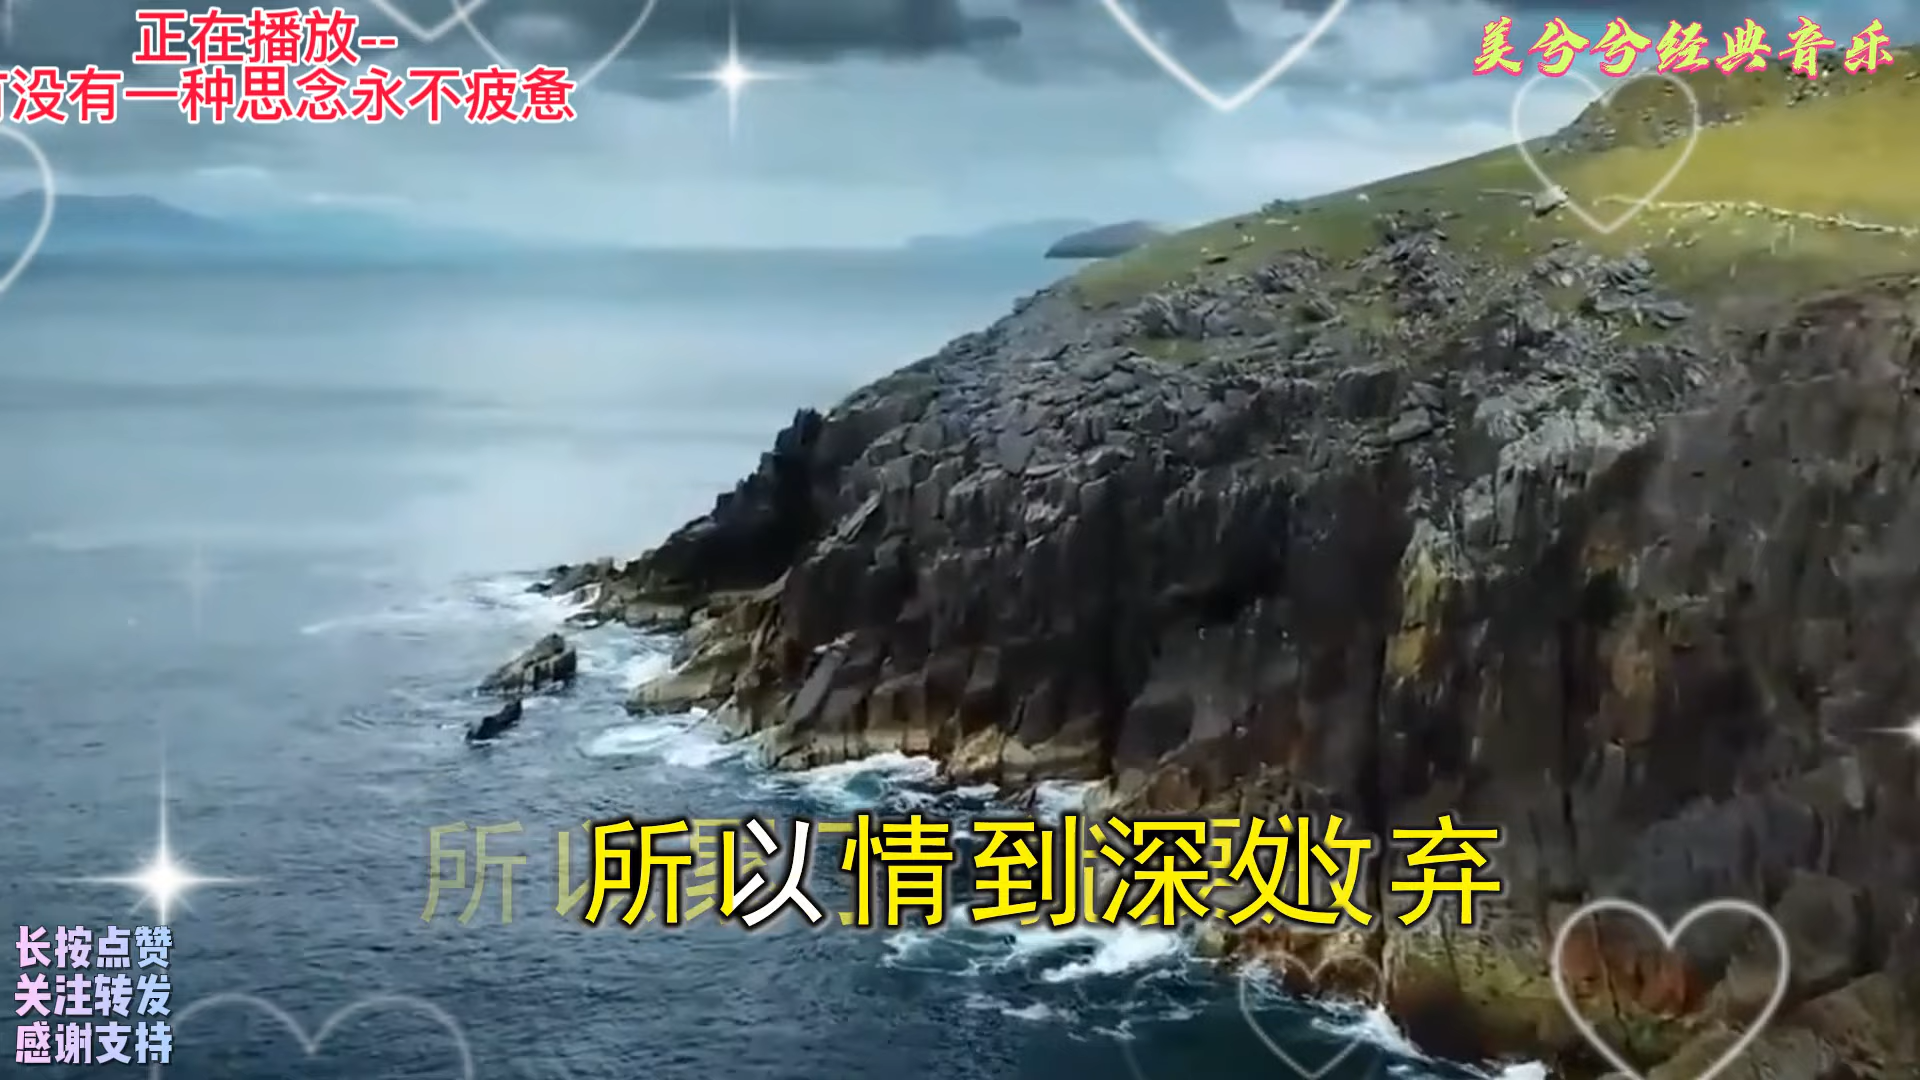 正在播放--
没有一种思念永不疲惫
美兮兮经典音乐
所以情到深处
弃
长按点赞
关注转发
感谢支持